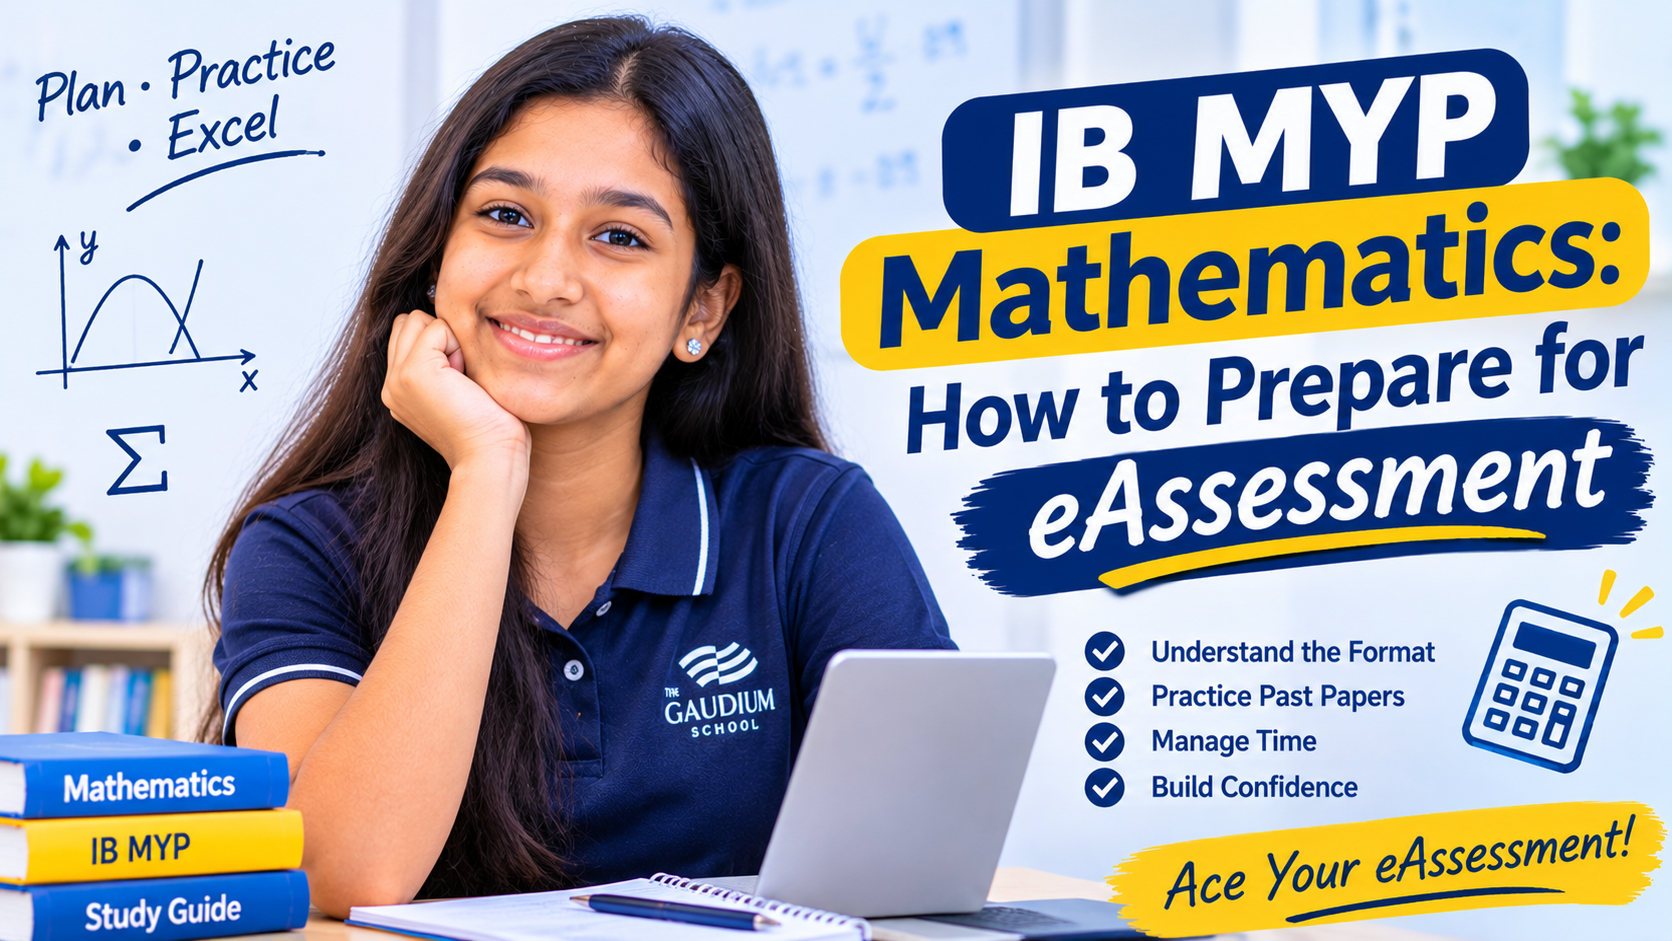 Plan · Practice
· Excel
y
x
Σ
IB MYP
Mathematics:
How to Prepare for
eAssessment
Understand the Format
Practice Past Papers
Manage Time
Build Confidence
Ace Your eAssessment!
THE
GAUDIUM
SCHOOL
Mathematics
IB MYP
Study Guide